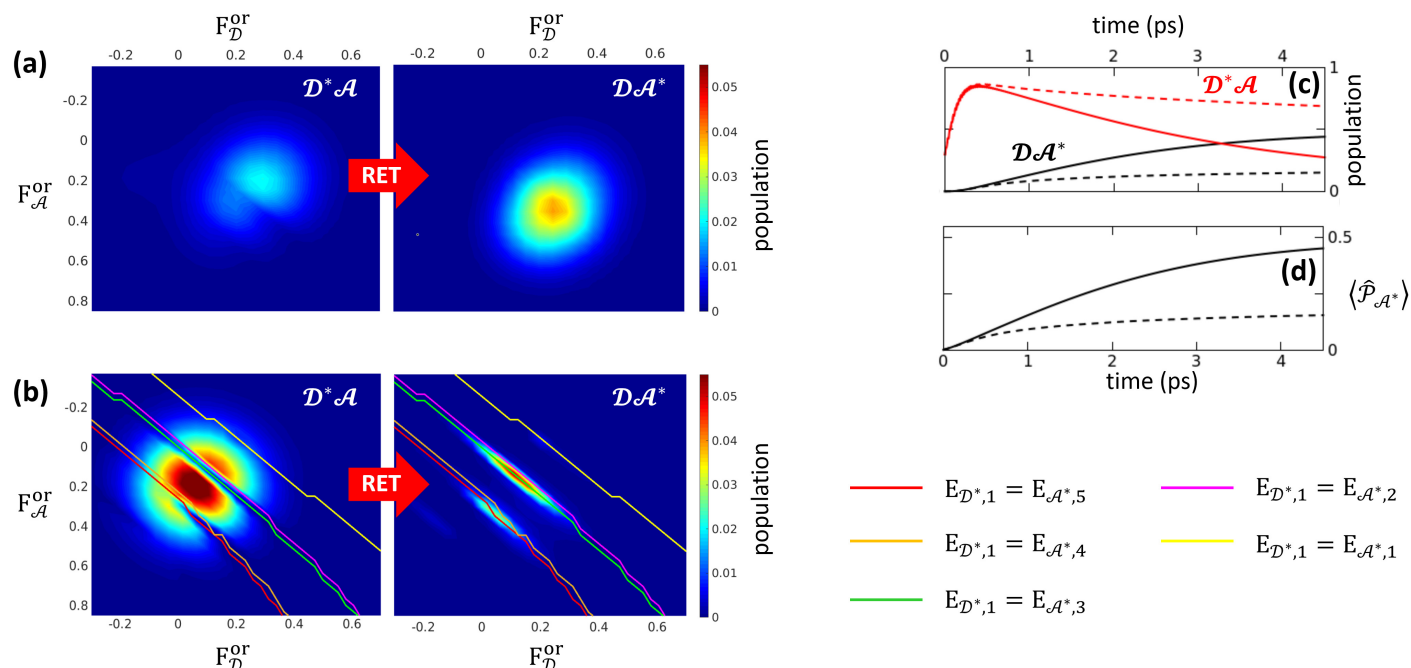 F_𝒟^or F_𝒟^or
-0.2 0 0.2 0.4 0.6 -0.2 0 0.2 0.4 0.6
(a)
𝒟*𝒜 𝒟𝒜*
-0.2
0
0.2
0.4
0.6
0.8
F_𝒜^or
RET
0.05
0.04
0.03
0.02
0.01
0
population
(b)
𝒟*𝒜 𝒟𝒜*
-0.2
0
0.2
0.4
0.6
0.8
F_𝒜^or
RET
0.05
0.04
0.03
0.02
0.01
0
population
-0.2 0 0.2 0.4 0.6 -0.2 0 0.2 0.4 0.6
F_𝒟^or F_𝒟^or
time (ps)
0 1 2 3 4
1
𝒟*𝒜 (c)
𝒟𝒜*
0
population
0.5
(d)
⟨𝒫̂_𝒜*⟩
0
0 1 2 3 4
time (ps)
E_𝒟*,1 = E_𝒜*,5
E_𝒟*,1 = E_𝒜*,4
E_𝒟*,1 = E_𝒜*,3
E_𝒟*,1 = E_𝒜*,2
E_𝒟*,1 = E_𝒜*,1